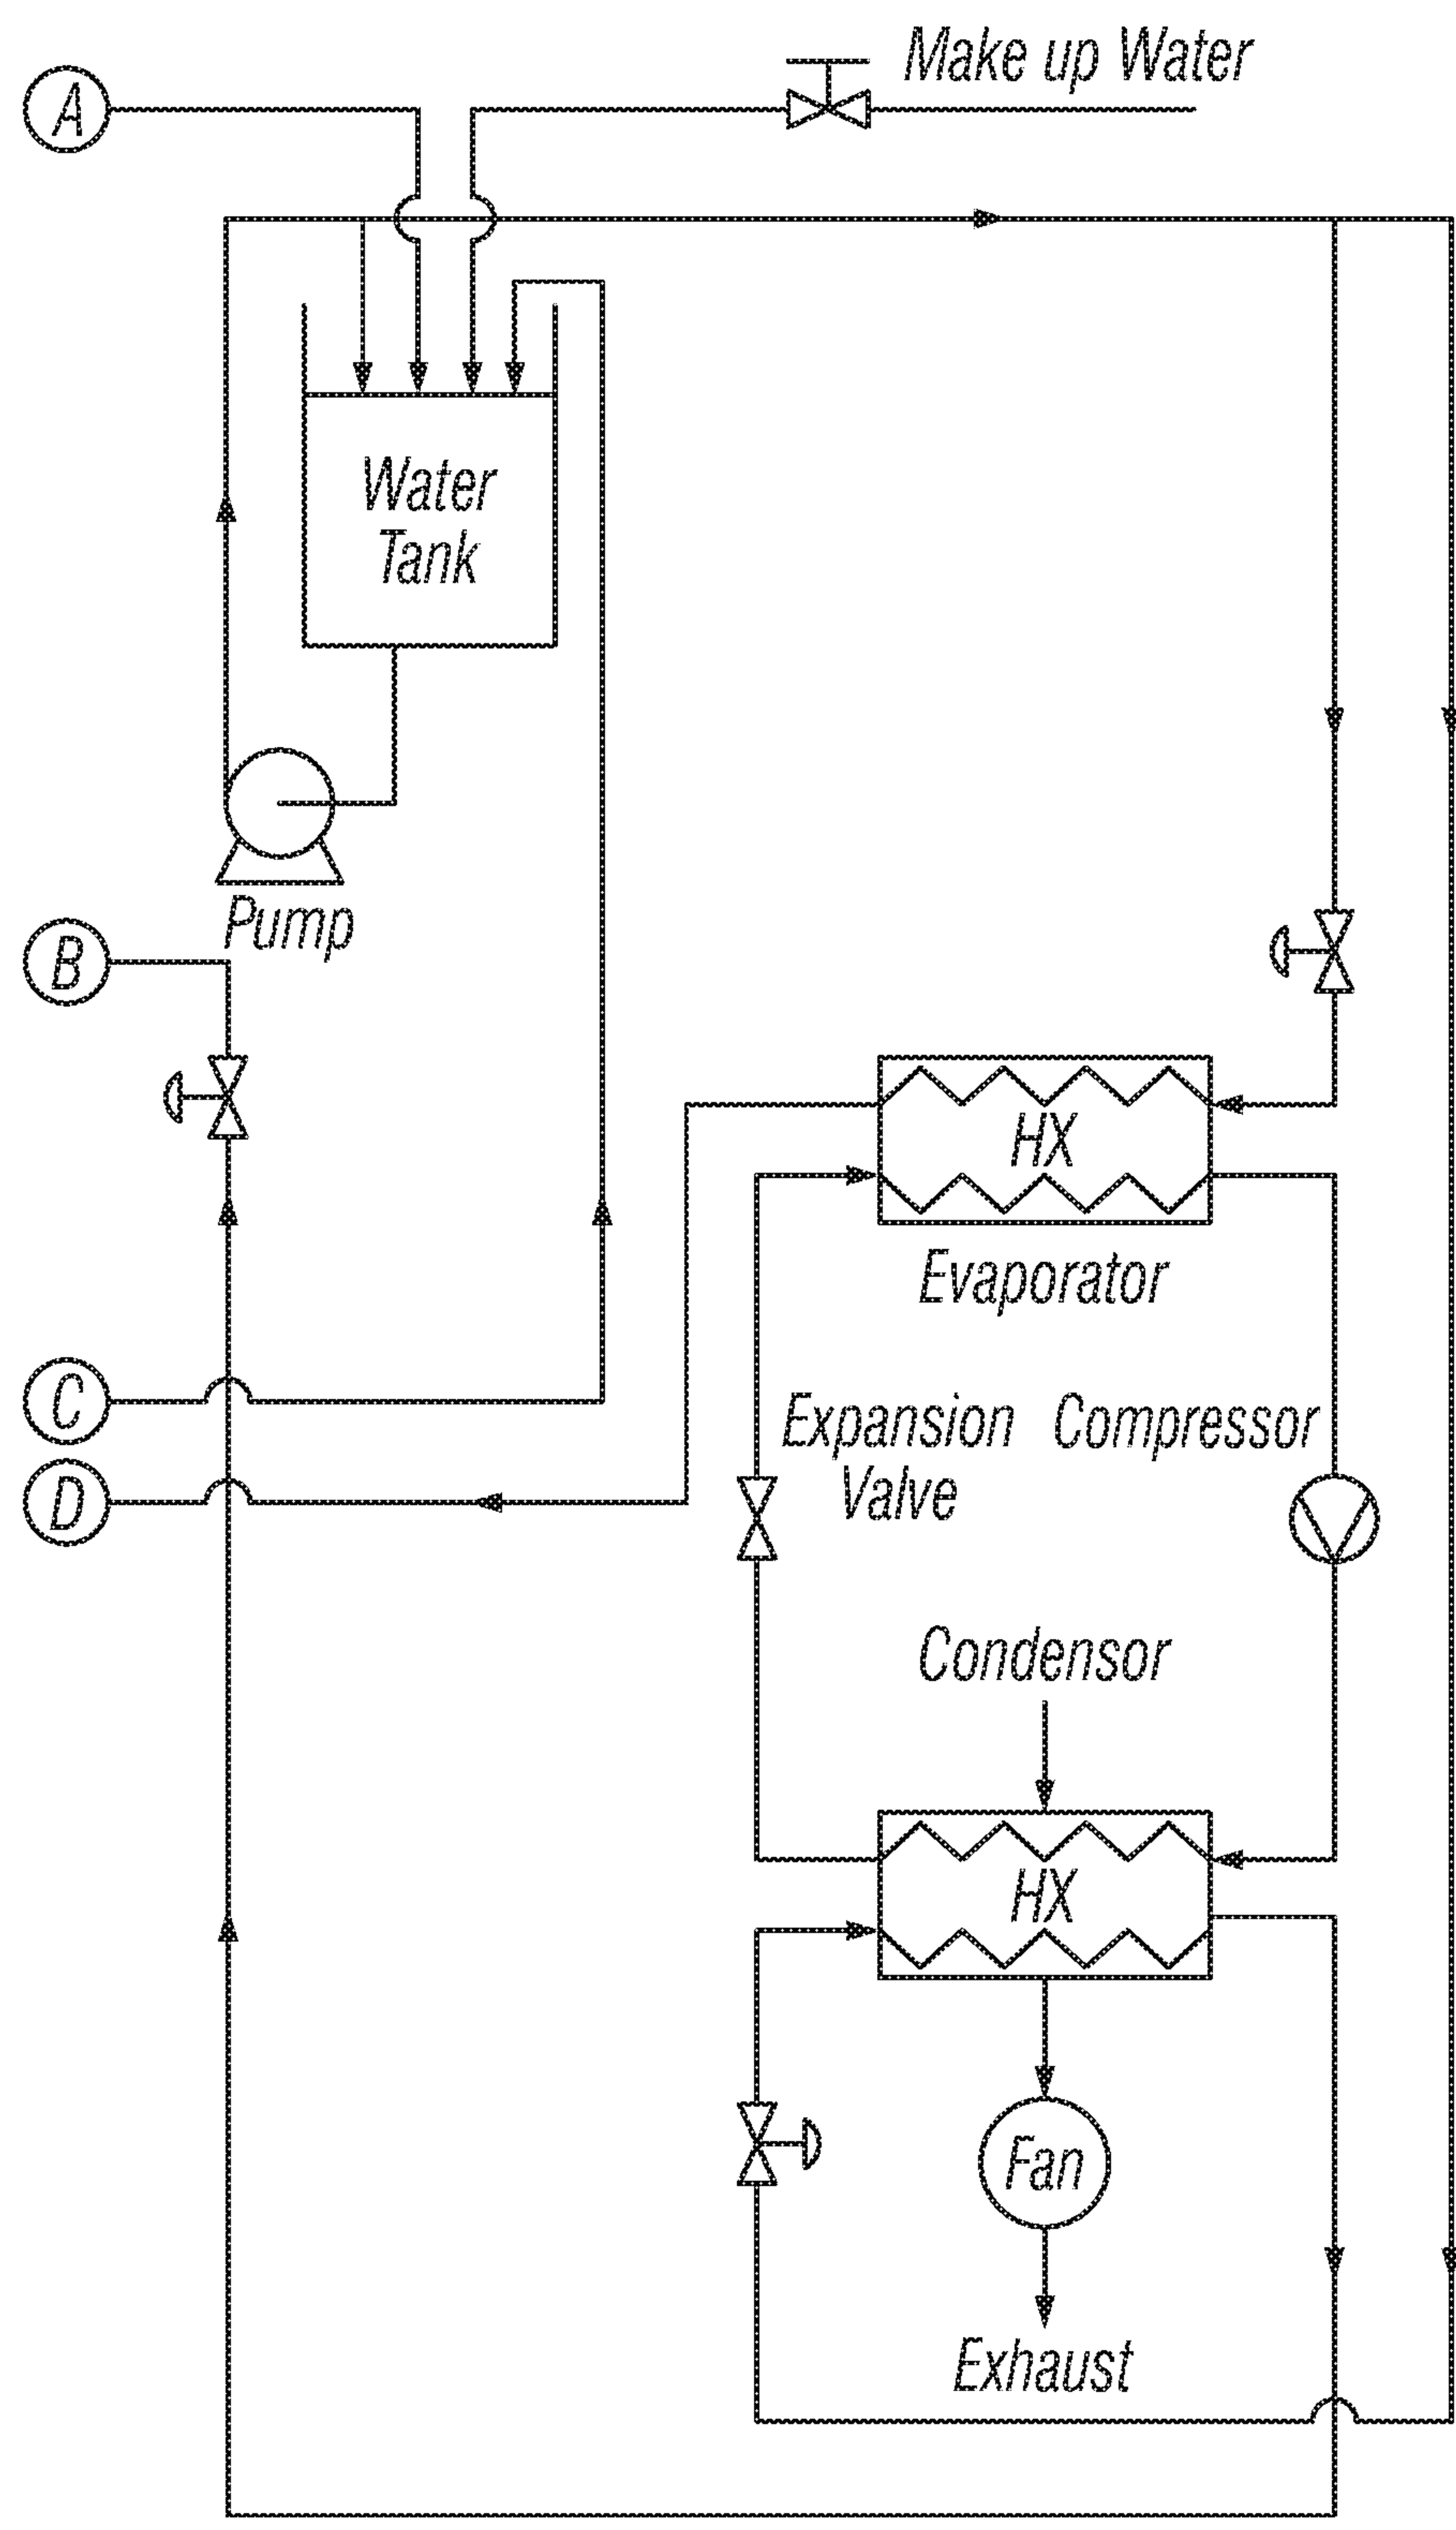 Make up Water
A
Water
Tank
Pump
B
HX
Evaporator
C
Expansion
Valve
Compressor
D
Condensor
HX
Fan
Exhaust